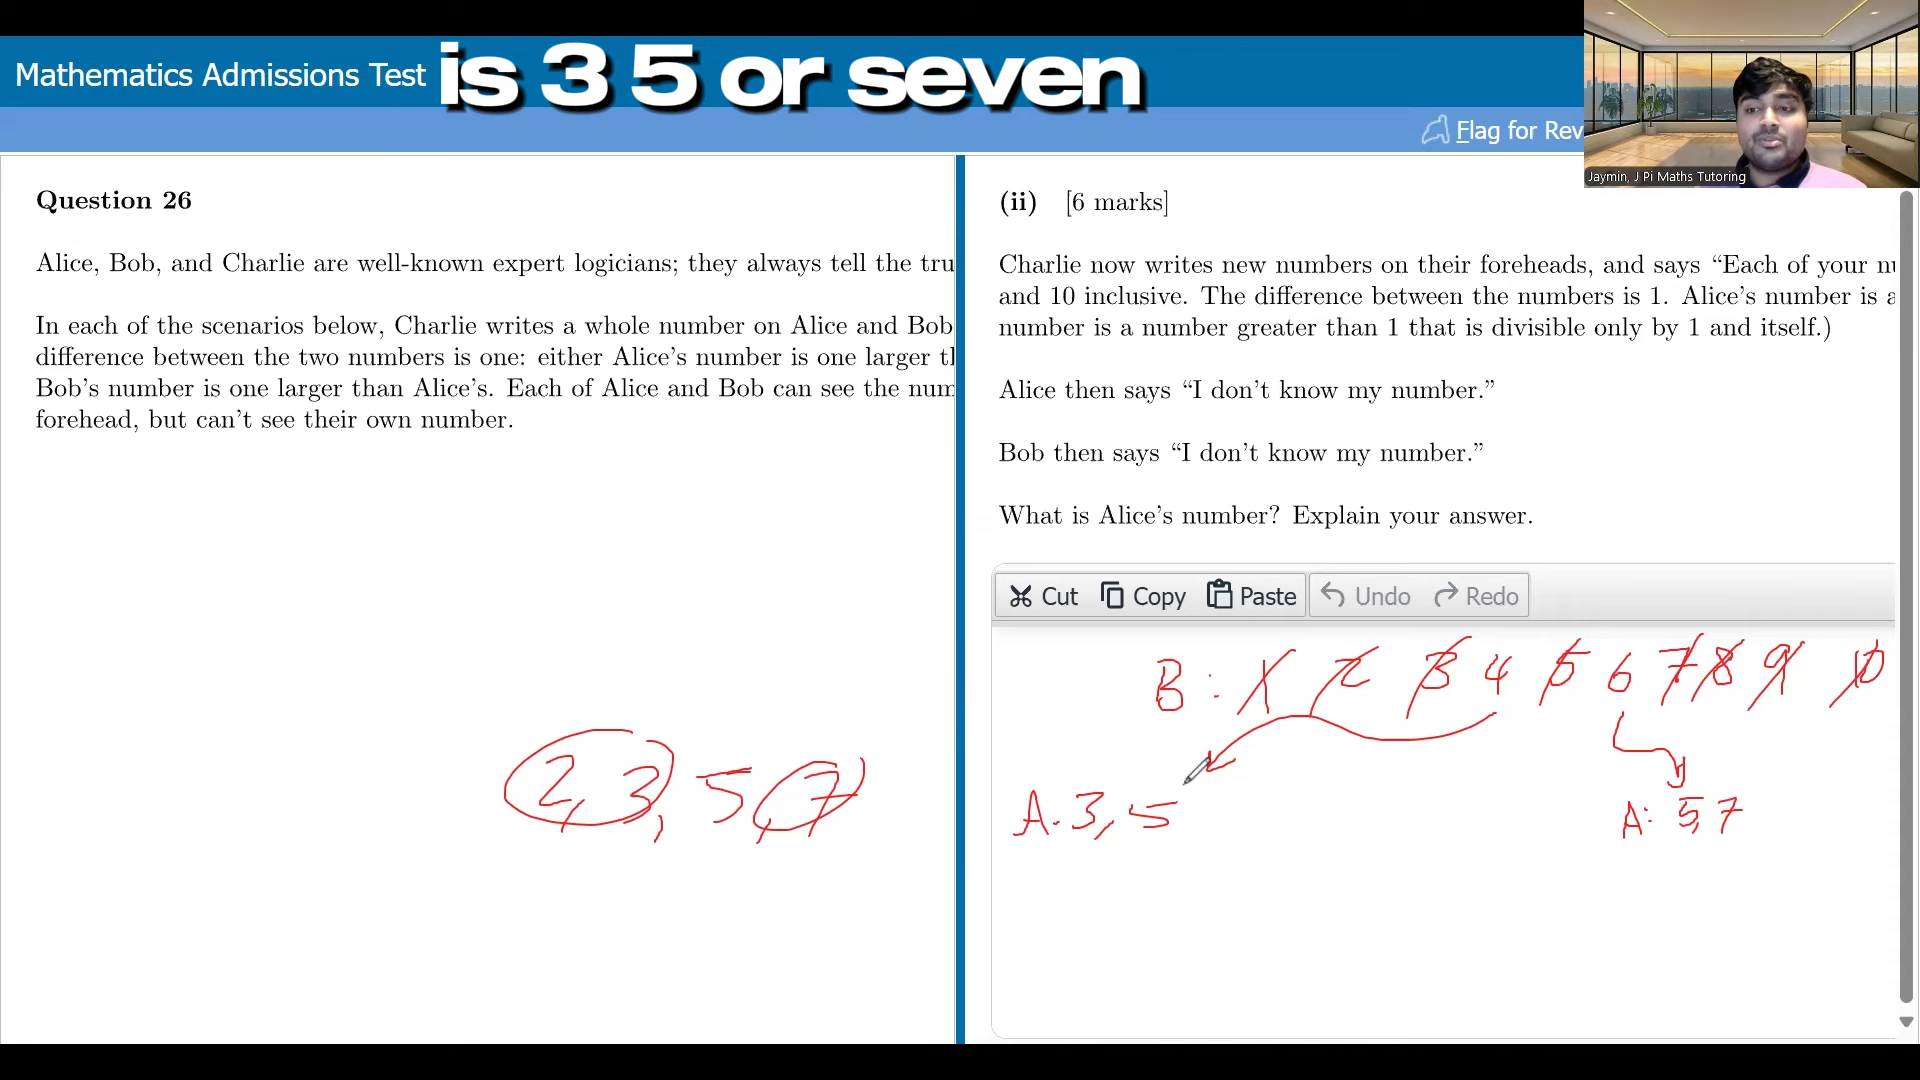 Mathematics Admissions Test
is 3 5 or seven
Flag for Rev
Jaymin, J Pi Maths Tutoring
Question 26
Alice, Bob, and Charlie are well-known expert logicians; they always tell the tru
In each of the scenarios below, Charlie writes a whole number on Alice and Bob
difference between the two numbers is one: either Alice's number is one larger th
Bob's number is one larger than Alice's. Each of Alice and Bob can see the num
forehead, but can't see their own number.
2, 3, 5, 7
(ii) [6 marks]
Charlie now writes new numbers on their foreheads, and says “Each of your nu
and 10 inclusive. The difference between the numbers is 1. Alice's number is a
number is a number greater than 1 that is divisible only by 1 and itself.)
Alice then says “I don't know my number.”
Bob then says “I don't know my number.”
What is Alice's number? Explain your answer.
Cut Copy Paste Undo Redo
B: 1 2 3 4 5 6 7 8 9 10
A. 3, 5
A: 5, 7